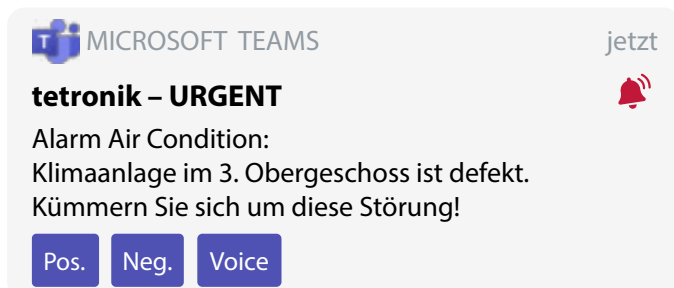 MICROSOFT TEAMS jetzt
tetronik – URGENT
Alarm Air Condition:
Klimaanlage im 3. Obergeschoss ist defekt.
Kümmern Sie sich um diese Störung!
Pos. Neg. Voice